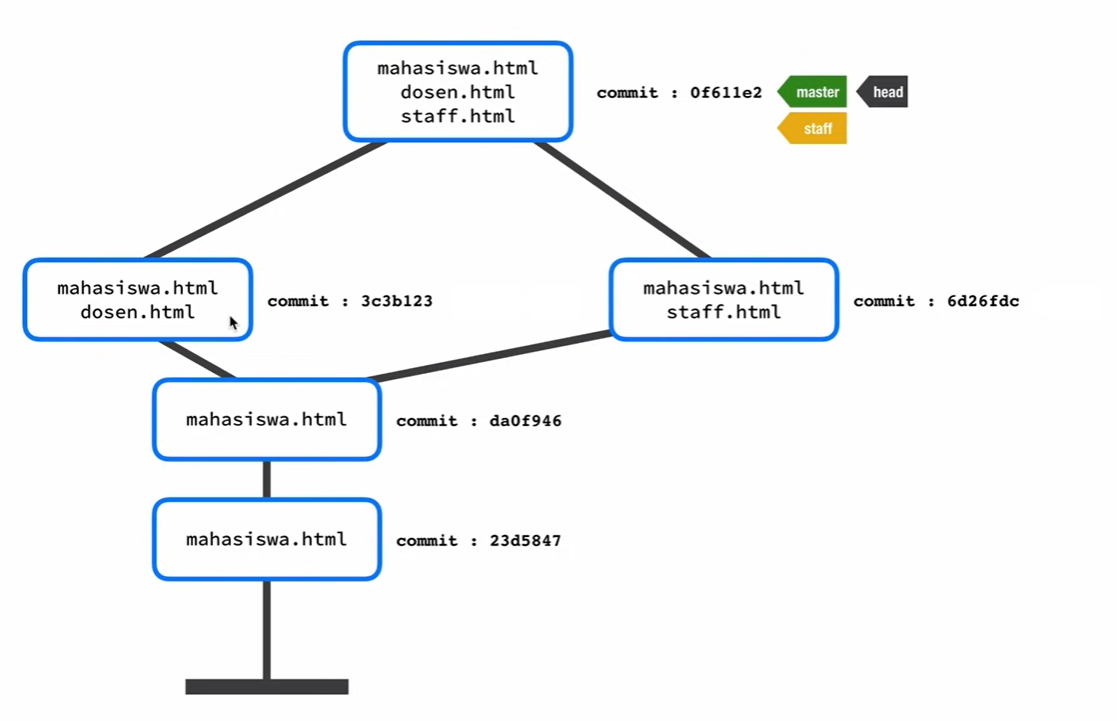 mahasiswa.html
dosen.html
staff.html
commit : 0f611e2
master
head
staff
mahasiswa.html
dosen.html
commit : 3c3b123
mahasiswa.html
staff.html
commit : 6d26fdc
mahasiswa.html
commit : da0f946
mahasiswa.html
commit : 23d5847